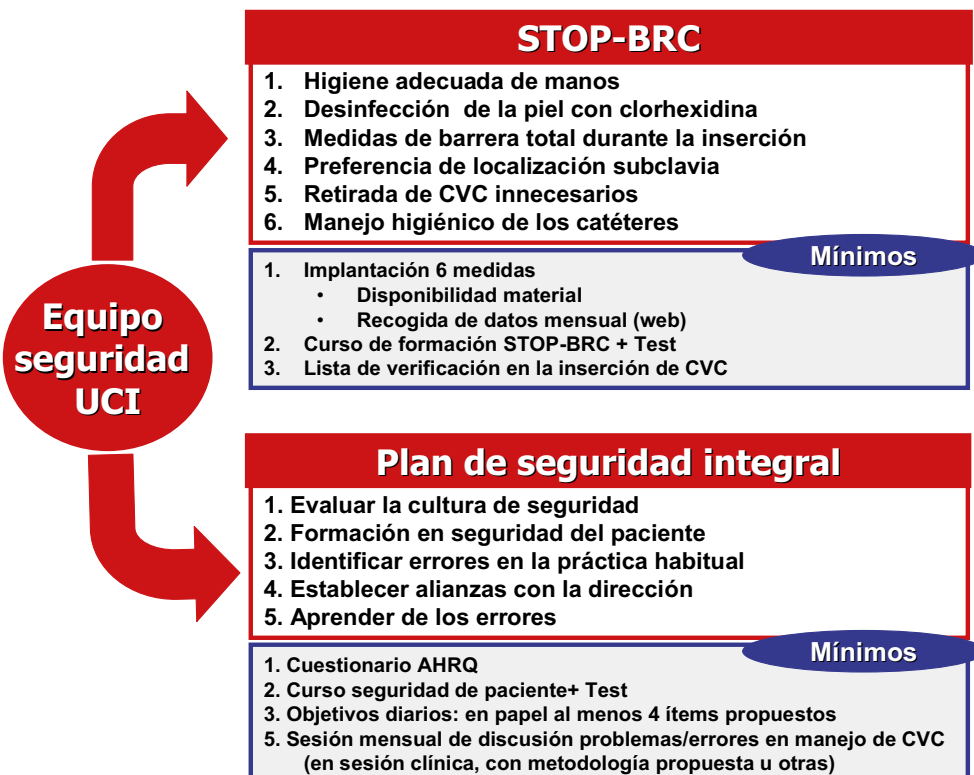 STOP-BRC
1. Higiene adecuada de manos
2. Desinfección de la piel con clorhexidina
3. Medidas de barrera total durante la inserción
4. Preferencia de localización subclavia
5. Retirada de CVC innecesarios
6. Manejo higiénico de los catéteres
Mínimos
1. Implantación 6 medidas
• Disponibilidad material
• Recogida de datos mensual (web)
2. Curso de formación STOP-BRC + Test
3. Lista de verificación en la inserción de CVC
Equipo
seguridad
UCI
Plan de seguridad integral
1. Evaluar la cultura de seguridad
2. Formación en seguridad del paciente
3. Identificar errores en la práctica habitual
4. Establecer alianzas con la dirección
5. Aprender de los errores
Mínimos
1. Cuestionario AHRQ
2. Curso seguridad de paciente+ Test
3. Objetivos diarios: en papel al menos 4 ítems propuestos
5. Sesión mensual de discusión problemas/errores en manejo de CVC
(en sesión clínica, con metodología propuesta u otras)